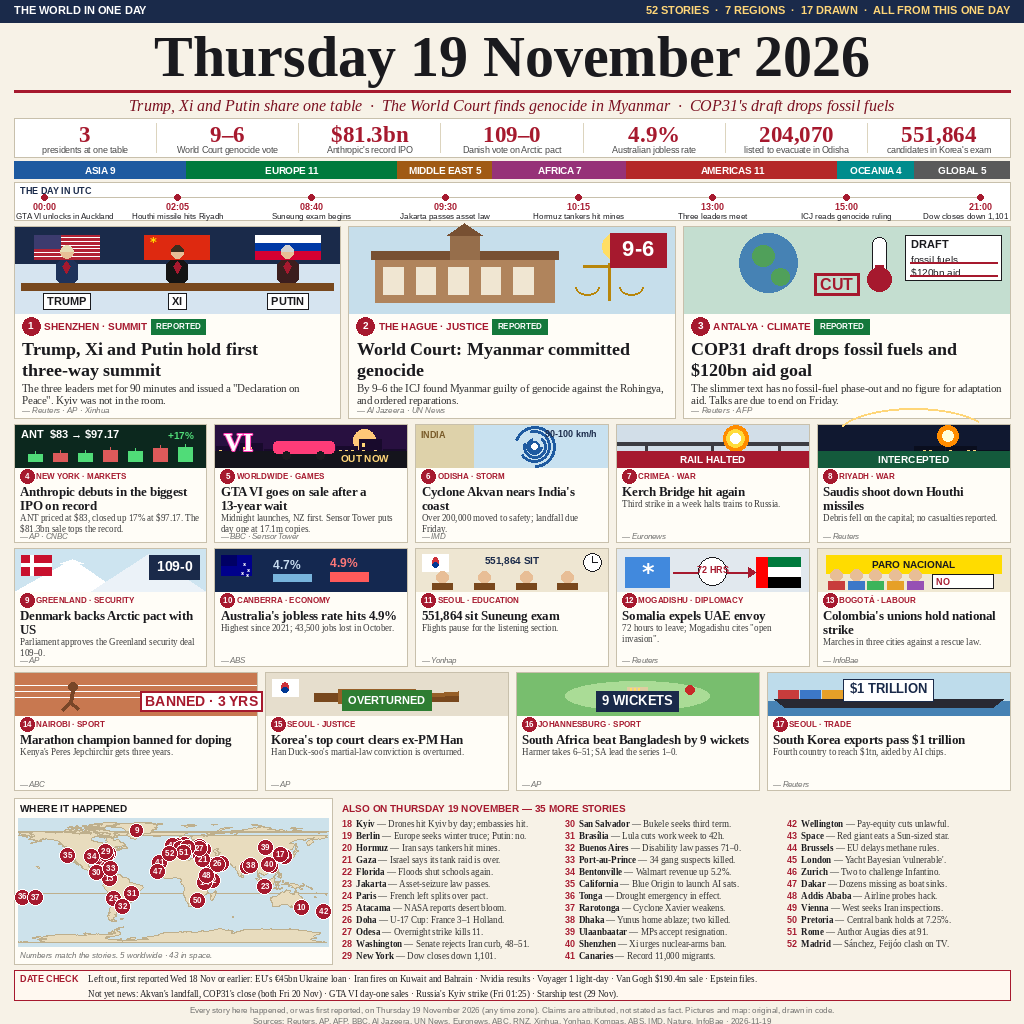 THE WORLD IN ONE DAY
52 STORIES · 7 REGIONS · 17 DRAWN · ALL FROM THIS ONE DAY
Thursday 19 November 2026
Trump, Xi and Putin share one table · The World Court finds genocide in Myanmar · COP31's draft drops fossil fuels
3
presidents at one table
9–6
World Court genocide vote
$81.3bn
Anthropic's record IPO
109–0
Danish vote on Arctic pact
4.9%
Australian jobless rate
204,070
listed to evacuate in Odisha
551,864
candidates in Korea's exam
ASIA 9
EUROPE 11
MIDDLE EAST 5
AFRICA 7
AMERICAS 11
OCEANIA 4
GLOBAL 5
THE DAY IN UTC
00:00
GTA VI unlocks in Auckland
02:05
Houthi missile hits Riyadh
08:40
Suneung exam begins
09:30
Jakarta passes asset law
10:15
Hormuz tankers hit mines
13:00
Three leaders meet
15:00
ICJ reads genocide ruling
21:00
Dow closes down 1,101
TRUMP
XI
PUTIN
1 SHENZHEN · SUMMIT REPORTED
Trump, Xi and Putin hold first
three-way summit
The three leaders met for 90 minutes and issued a "Declaration on
Peace". Kyiv was not in the room.
— Reuters · AP · Xinhua
9-6
2 THE HAGUE · JUSTICE REPORTED
World Court: Myanmar committed
genocide
By 9–6 the ICJ found Myanmar guilty of genocide against the Rohingya,
and ordered reparations.
— Al Jazeera · UN News
CUT
DRAFT
fossil fuels
$120bn aid
3 ANTALYA · CLIMATE REPORTED
COP31 draft drops fossil fuels and
$120bn aid goal
The slimmer text has no fossil-fuel phase-out and no figure for adaptation
aid. Talks are due to end on Friday.
— Reuters · AFP
ANT $83 → $97.17
+17%
4 NEW YORK · MARKETS
Anthropic debuts in the biggest
IPO on record
ANT priced at $83, closed up 17% at $97.17. The
$81.3bn sale tops the record.
— AP · CNBC
VI
OUT NOW
5 WORLDWIDE · GAMES
GTA VI goes on sale after a
13-year wait
Midnight launches, NZ first. Sensor Tower puts
day one at 17.1m copies.
— BBC · Sensor Tower
INDIA
90-100 km/h
6 ODISHA · STORM
Cyclone Akvan nears India's
coast
Over 200,000 moved to safety; landfall due
Friday.
— IMD
RAIL HALTED
7 CRIMEA · WAR
Kerch Bridge hit again
Third strike in a week halts trains to Russia.
— Euronews
INTERCEPTED
8 RIYADH · WAR
Saudis shoot down Houthi
missiles
Debris fell on the capital; no casualties reported.
— Reuters
109-0
9 GREENLAND · SECURITY
Denmark backs Arctic pact with
US
Parliament approves the Greenland security deal
109–0.
— AP
4.7%
4.9%
10 CANBERRA · ECONOMY
Australia's jobless rate hits 4.9%
Highest since 2021; 43,500 jobs lost in October.
— ABS
551,864 SIT
11 SEOUL · EDUCATION
551,864 sit Suneung exam
Flights pause for the listening section.
— Yonhap
72 HRS
12 MOGADISHU · DIPLOMACY
Somalia expels UAE envoy
72 hours to leave; Mogadishu cites "open
invasion".
— Reuters
PARO NACIONAL
NO
13 BOGOTÁ · LABOUR
Colombia's unions hold national
strike
Marches in three cities against a rescue law.
— InfoBae
BANNED · 3 YRS
14 NAIROBI · SPORT
Marathon champion banned for doping
Kenya's Peres Jepchirchir gets three years.
— ABC
OVERTURNED
15 SEOUL · JUSTICE
Korea's top court clears ex-PM Han
Han Duck-soo's martial-law conviction is overturned.
— AP
9 WICKETS
16 JOHANNESBURG · SPORT
South Afria beat Bangladesh by 9 wickets
Harmer takes 6–51; SA lead the series 1–0.
— AP
$1 TRILLION
17 SEOUL · TRADE
South Korea exports pass $1 trillion
Fourth country to reach $1tn, aided by AI chips.
— Reuters
WHERE IT HAPPENED
Numbers match the stories. 5 worldwide · 43 in space.
ALSO ON THURSDAY 19 NOVEMBER — 35 MORE STORIES
18 Kyiv — Drones hit Kyiv by day; embassies hit.
19 Berlin — Europe seeks winter truce; Putin: no.
20 Hormuz — Iran says tankers hit mines.
21 Gaza — Israel says its tank raid is over.
22 Florida — Floods shut schools again.
23 Jakarta — Asset-seizure law passes.
24 Paris — French left splits over pact.
25 Atacama — NASA reports desert bloom.
26 Doha — U-17 Cup: France 3–1 Holland.
27 Odesa — Overnight strike kills 11.
28 Washington — Senate rejects Iran curb, 48–51.
29 New York — Dow closes down 1,101.
30 San Salvador — Bukele seeks third term.
31 Brasília — Lula cuts work week to 42h.
32 Buenos Aires — Disability law passes 71–0.
33 Port-au-Prince — 34 gang suspects killed.
34 Bentonville — Walmart revenue up 5.2%.
35 California — Blue Origin to launch AI sats.
36 Tonga — Drought emergency in effect.
37 Rarotonga — Cyclone Xavier weakens.
38 Dhaka — Yunus home ablaze; two killed.
39 Ulaanbaatar — MPs accept resignation.
40 Shenzhen — Xi urges nuclear-arms ban.
41 Canaries — Record 11,000 migrants.
42 Wellington — Pay-equity cuts unlawful.
43 Space — Red giant eats a Sun-sized star.
44 Brussels — EU delays methane rules.
45 London — Yacht Bayesian 'vulnerable'.
46 Zurich — Two to challenge Infantino.
47 Dakar — Dozens missing as boat sinks.
48 Addis Ababa — Airline probes hack.
49 Vienna — West seeks Iran inspections.
50 Pretoria — Central bank holds at 7.25%.
51 Rome — Author Augias dies at 91.
52 Madrid — Sánchez, Feijóo clash on TV.
DATE CHECK
Left out, first reported Wed 18 Nov or earlier: EU's €45bn Ukraine loan · Iran fires on Kuwait and Bahrain · Nvidia results · Voyager 1 light-day · Van Gogh $190.4m sale · Epstein files.
Not yet news: Akvan's landfall, COP31's close (both Fri 20 Nov) · GTA VI day-one sales · Russia's Kyiv strike (Fri 01:25) · Starship test (29 Nov).
Every story here happened, or was first reported, on Thursday 19 November 2026 (any time zone). Claims are attributed, not stated as fact. Pictures and map: original, drawn in code.
Sources: Reuters, AP, AFP, BBC, Al Jazeera, UN News, Euronews, ABC, RNZ, Xinhua, Yonhap, Kompas, ABS, IMD, Nature, InfoBae · 2026-11-19